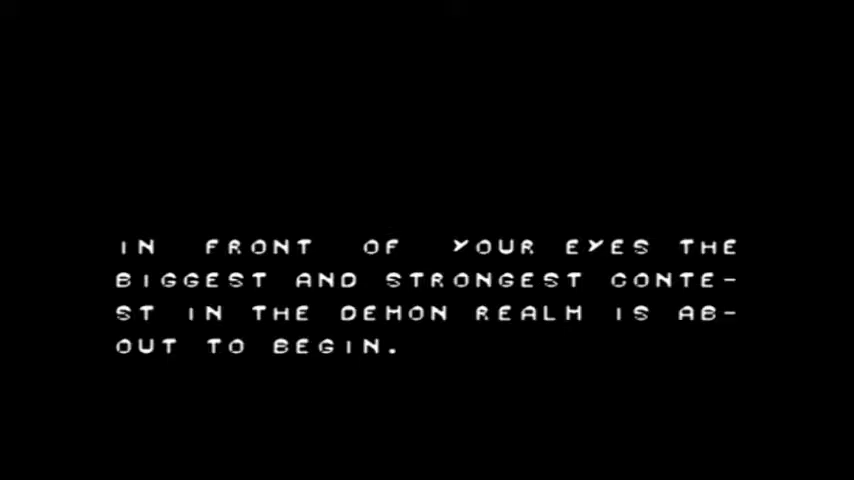 IN FRONT OF YOUR EYES THE
BIGGEST AND STRONGEST CONTE-
ST IN THE DEMON REALM IS AB-
OUT TO BEGIN.